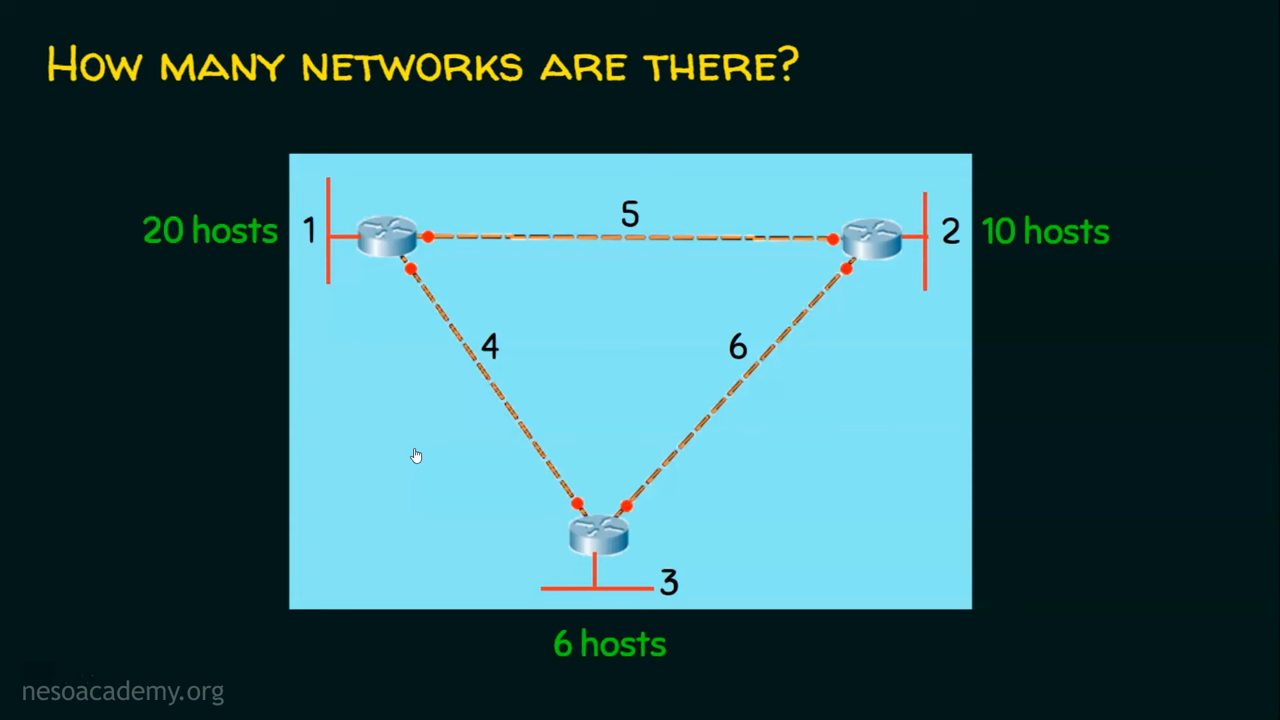 How many networks are there?
20 hosts
1
5
2
10 hosts
4
6
3
6 hosts
nesoacademy.org